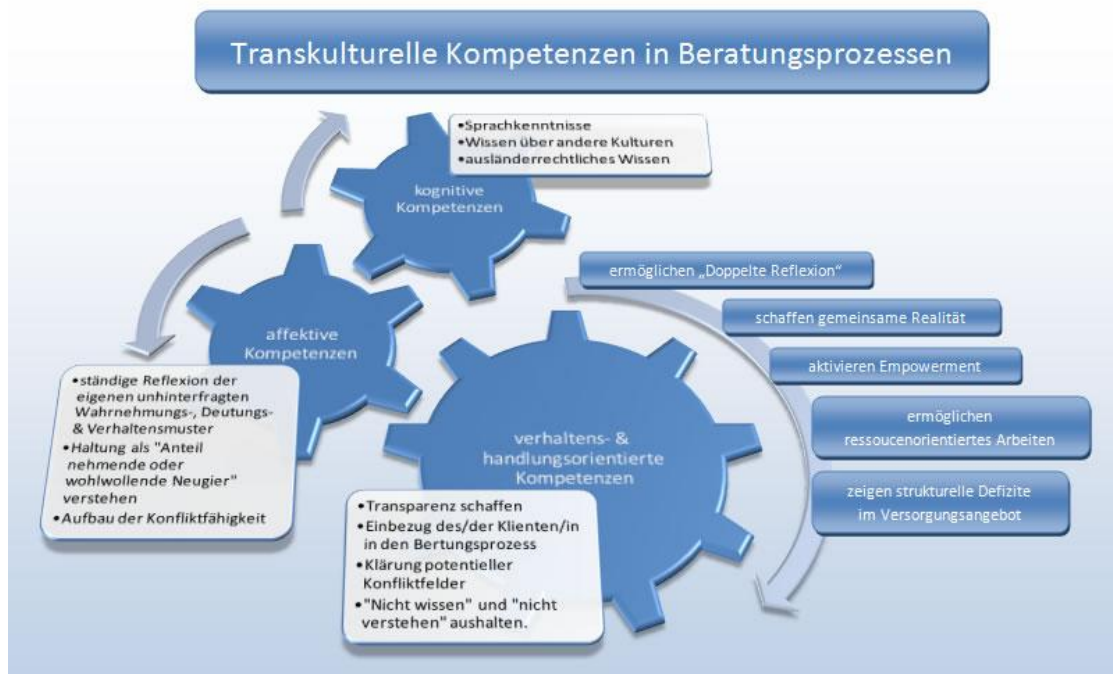 Transkulturelle Kompetenzen in Beratungsprozessen
•Sprachkenntnisse
•Wissen über andere Kulturen
•ausländerrechtliches Wissen
kognitive
Kompetenzen
affektive
Kompetenzen
•ständige Reflexion der
eigenen unhinterfragten
Wahrnehmungs-, Deutungs-
& Verhaltensmuster
•Haltung als "Anteil
nehmende oder
wohlwollende Neugier"
verstehen
•Aufbau der Konfliktfähigkeit
verhaltens- &
handlungsorientierte
Kompetenzen
•Transparenz schaffen
•Einbezug des/der Klienten/in
in den Bertungsprozess
•Klärung potentieller
Konfliktfelder
•"Nicht wissen" und "nicht
verstehen" aushalten.
ermöglichen „Doppelte Reflexion“
schaffen gemeinsame Realität
aktivieren Empowerment
ermöglichen
ressoucenorientiertes Arbeiten
zeigen strukturelle Defizite
im Versorgungsangebot